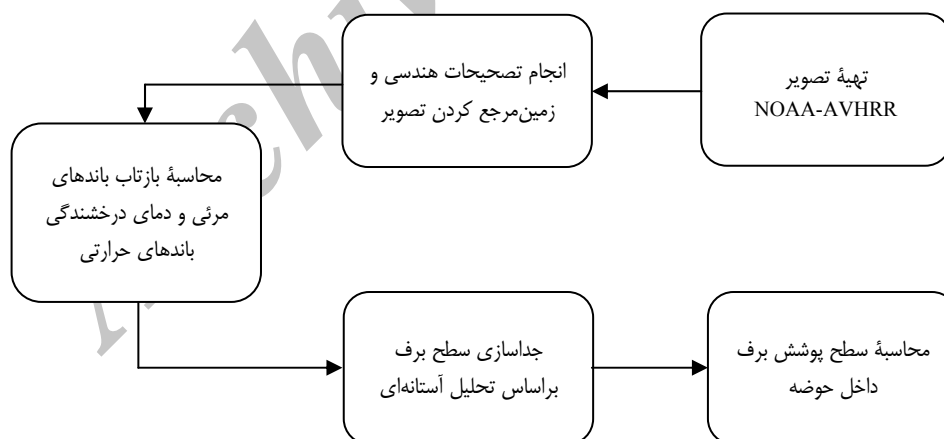 تهیۀ تصویر
NOAA-AVHRR
انجام تصحیحات هندسی و
زمین‌مرجع کردن تصویر
محاسبۀ بازتاب باندهای
مرئی و دمای درخشندگی
باندهای حرارتی
جداسازی سطح برف
براساس تحلیل آستانه‌ای
محاسبۀ سطح پوشش برف
داخل حوضه